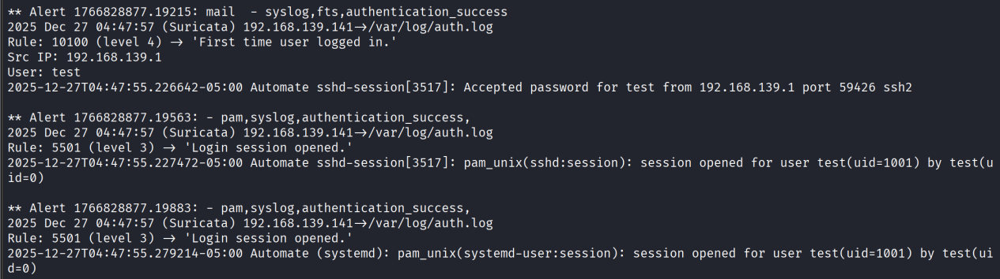 ** Alert 1766828877.19215: mail  - syslog,fts,authentication_success
2025 Dec 27 04:47:57 (Suricata) 192.168.139.141->/var/log/auth.log
Rule: 10100 (level 4) -> 'First time user logged in.'
Src IP: 192.168.139.1
User: test
2025-12-27T04:47:55.226642-05:00 Automate sshd-session[3517]: Accepted password for test from 192.168.139.1 port 59426 ssh2
** Alert 1766828877.19563: - pam,syslog,authentication_success,
2025 Dec 27 04:47:57 (Suricata) 192.168.139.141->/var/log/auth.log
Rule: 5501 (level 3) -> 'Login session opened.'
2025-12-27T04:47:55.227472-05:00 Automate sshd-session[3517]: pam_unix(sshd:session): session opened for user test(uid=1001) by test(u
id=0)
** Alert 1766828877.19883: - pam,syslog,authentication_success,
2025 Dec 27 04:47:57 (Suricata) 192.168.139.141->/var/log/auth.log
Rule: 5501 (level 3) -> 'Login session opened.'
2025-12-27T04:47:55.279214-05:00 Automate (systemd): pam_unix(systemd-user:session): session opened for user test(uid=1001) by test(ui
d=0)